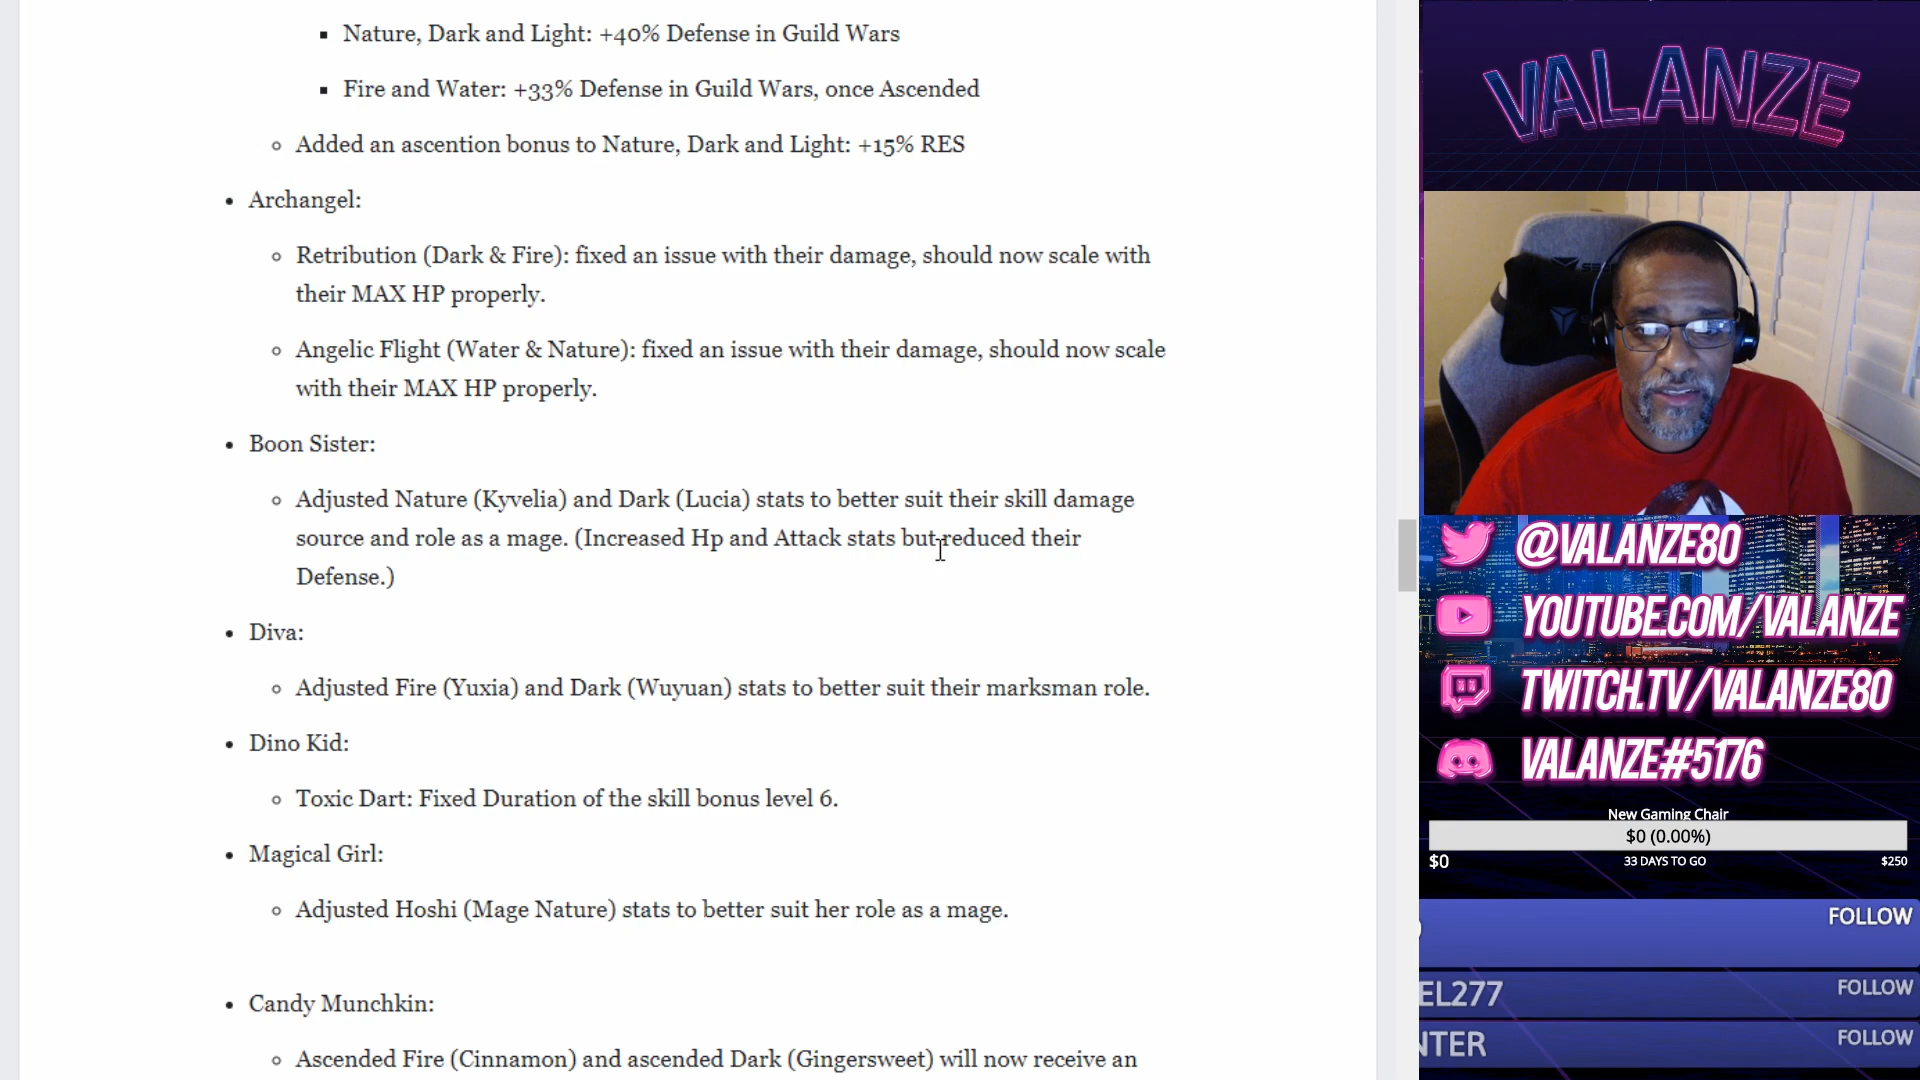 Nature, Dark and Light: +40% Defense in Guild Wars
Fire and Water: +33% Defense in Guild Wars, once Ascended
Added an ascention bonus to Nature, Dark and Light: +15% RES
Archangel:
Retribution (Dark & Fire): fixed an issue with their damage, should now scale with
their MAX HP properly.
Angelic Flight (Water & Nature): fixed an issue with their damage, should now scale
with their MAX HP properly.
Boon Sister:
Adjusted Nature (Kyvelia) and Dark (Lucia) stats to better suit their skill damage
source and role as a mage. (Increased Hp and Attack stats but reduced their
Defense.)
Diva:
Adjusted Fire (Yuxia) and Dark (Wuyuan) stats to better suit their marksman role.
Dino Kid:
Toxic Dart: Fixed Duration of the skill bonus level 6.
Magical Girl:
Adjusted Hoshi (Mage Nature) stats to better suit her role as a mage.
Candy Munchkin:
Ascended Fire (Cinnamon) and ascended Dark (Gingersweet) will now receive an
VALANZE
@VALANZE80
YOUTUBE.COM/VALANZE
TWITCH.TV/VALANZE80
VALANZE#5176
New Gaming Chair
$0 (0.00%)
$0 33 DAYS TO GO $250
FOLLOW
EL277 FOLLOW
NTER FOLLOW